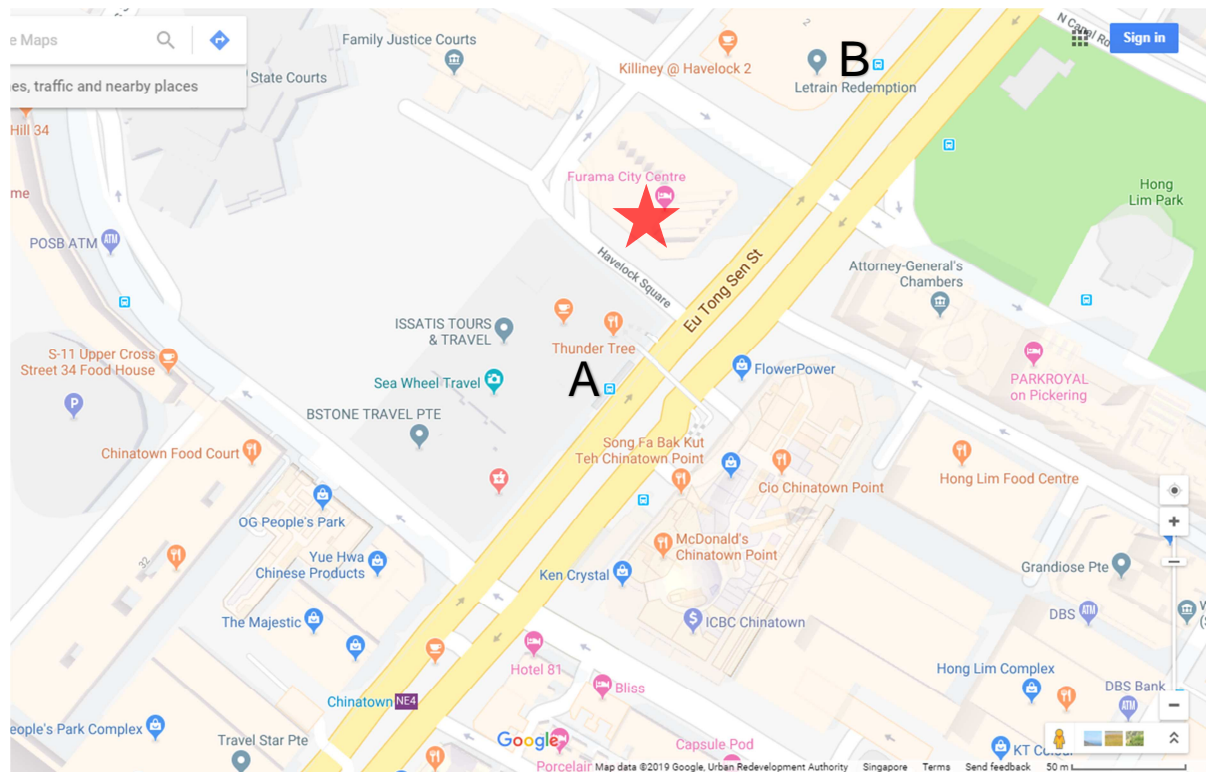 e Maps
Sign in
es, traffic and nearby places
N Canal Ro
Family Justice Courts
State Courts
Killiney @ Havelock 2
B
Letrain Redemption
Hill 34
me
Furama City Centre
Hong
Lim Park
POSB ATM
Havelock Square
Eu Tong Sen St
Attorney-General's
Chambers
ISSATIS TOURS
& TRAVEL
Thunder Tree
S-11 Upper Cross
Street 34 Food House
A
Sea Wheel Travel
FlowerPower
PARKROYAL
on Pickering
P
BSTONE TRAVEL PTE
Chinatown Food Court
Song Fa Bak Kut
Teh Chinatown Point
Cio Chinatown Point
Hong Lim Food Centre
OG People's Park
McDonald's
Chinatown Point
32
Yue Hwa
Chinese Products
Ken Crystal
Grandiose Pte
The Majestic
ICBC Chinatown
DBS
ATM
W
(S
Hotel 81
Hong Lim Complex
Bliss
DBS Bank
ATM
Chinatown NE4
eople's Park Complex
Travel Star Pte
Google
Capsule Pod
KT Colour
Porcelain
Map data ©2019 Google, Urban Redevelopment Authority Singapore Terms Send feedback 50 m